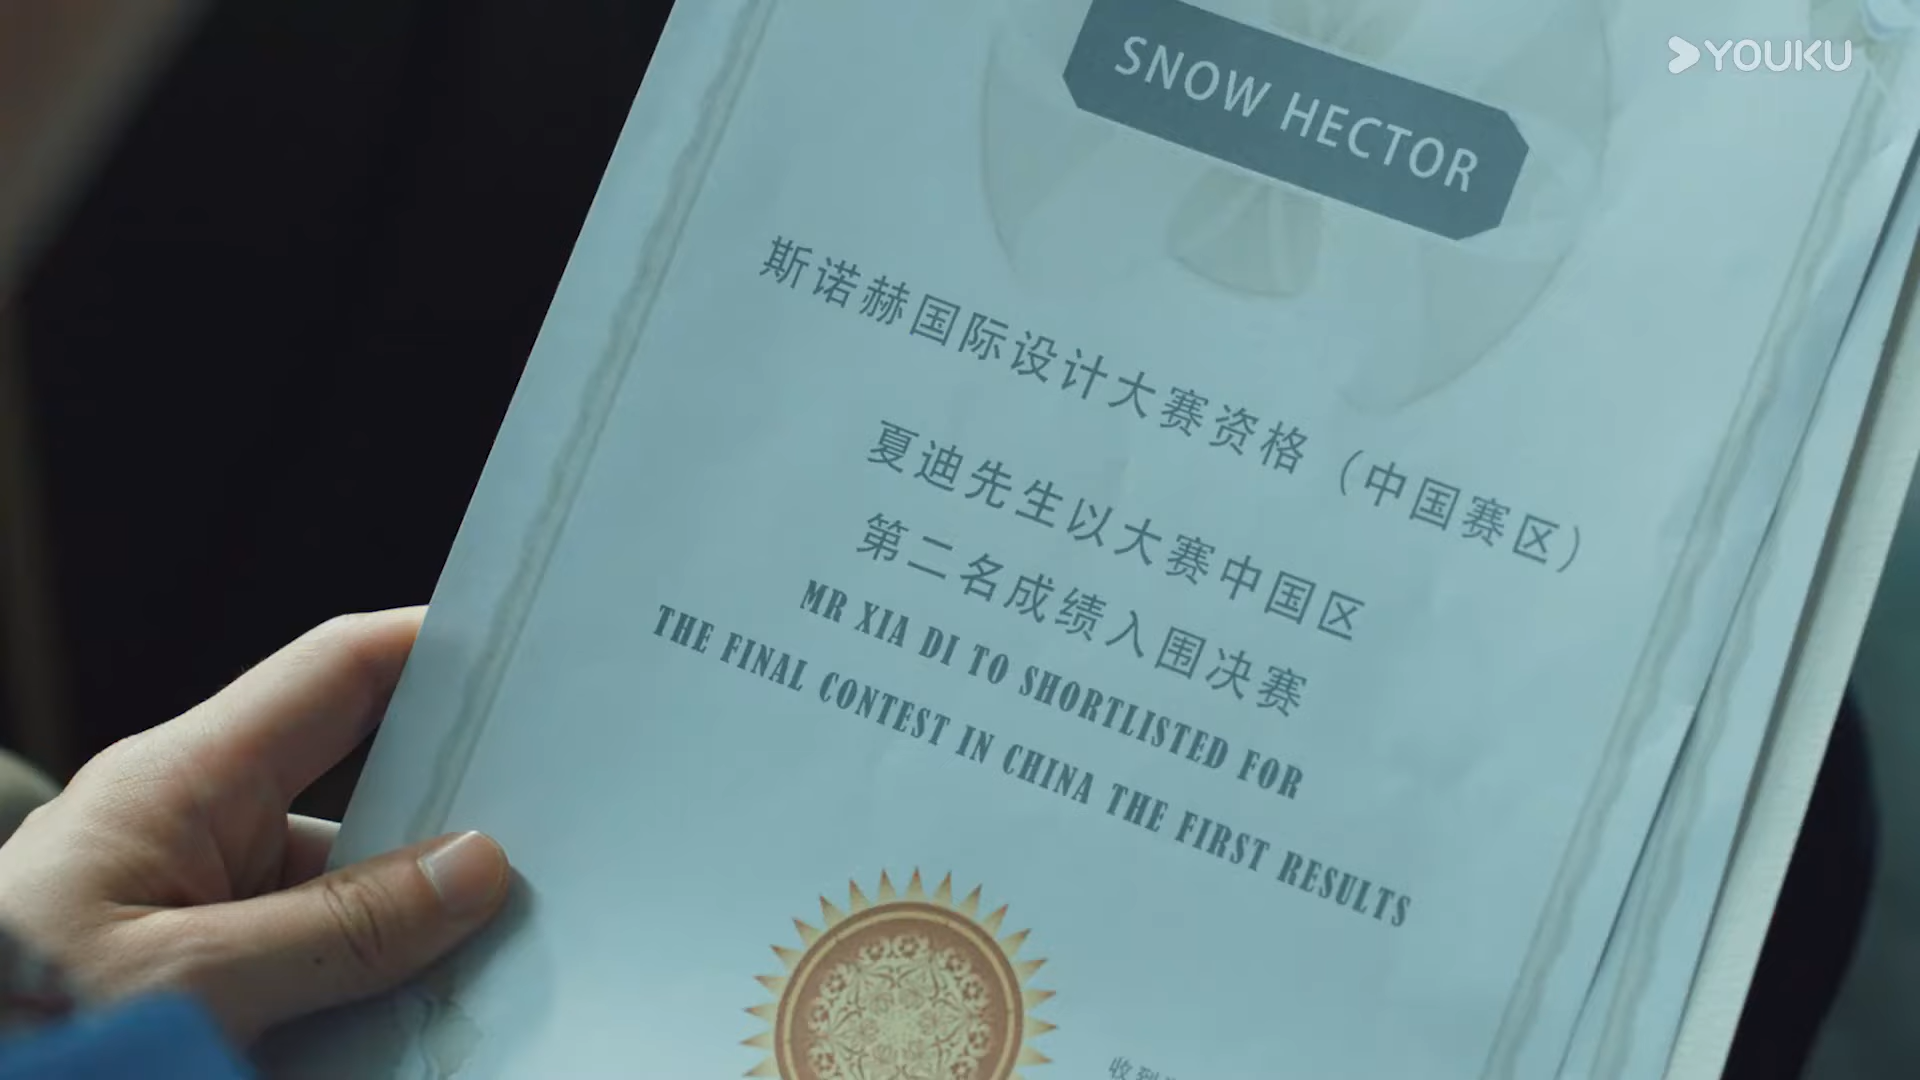 YOUKU
SNOW HECTOR
斯诺赫国际设计大赛资格（中国赛区）
夏迪先生以大赛中国区
第二名成绩入围决赛
MR XIA DI TO SHORTLISTED FOR
THE FINAL CONTEST IN CHINA THE FIRST RESULTS
收到